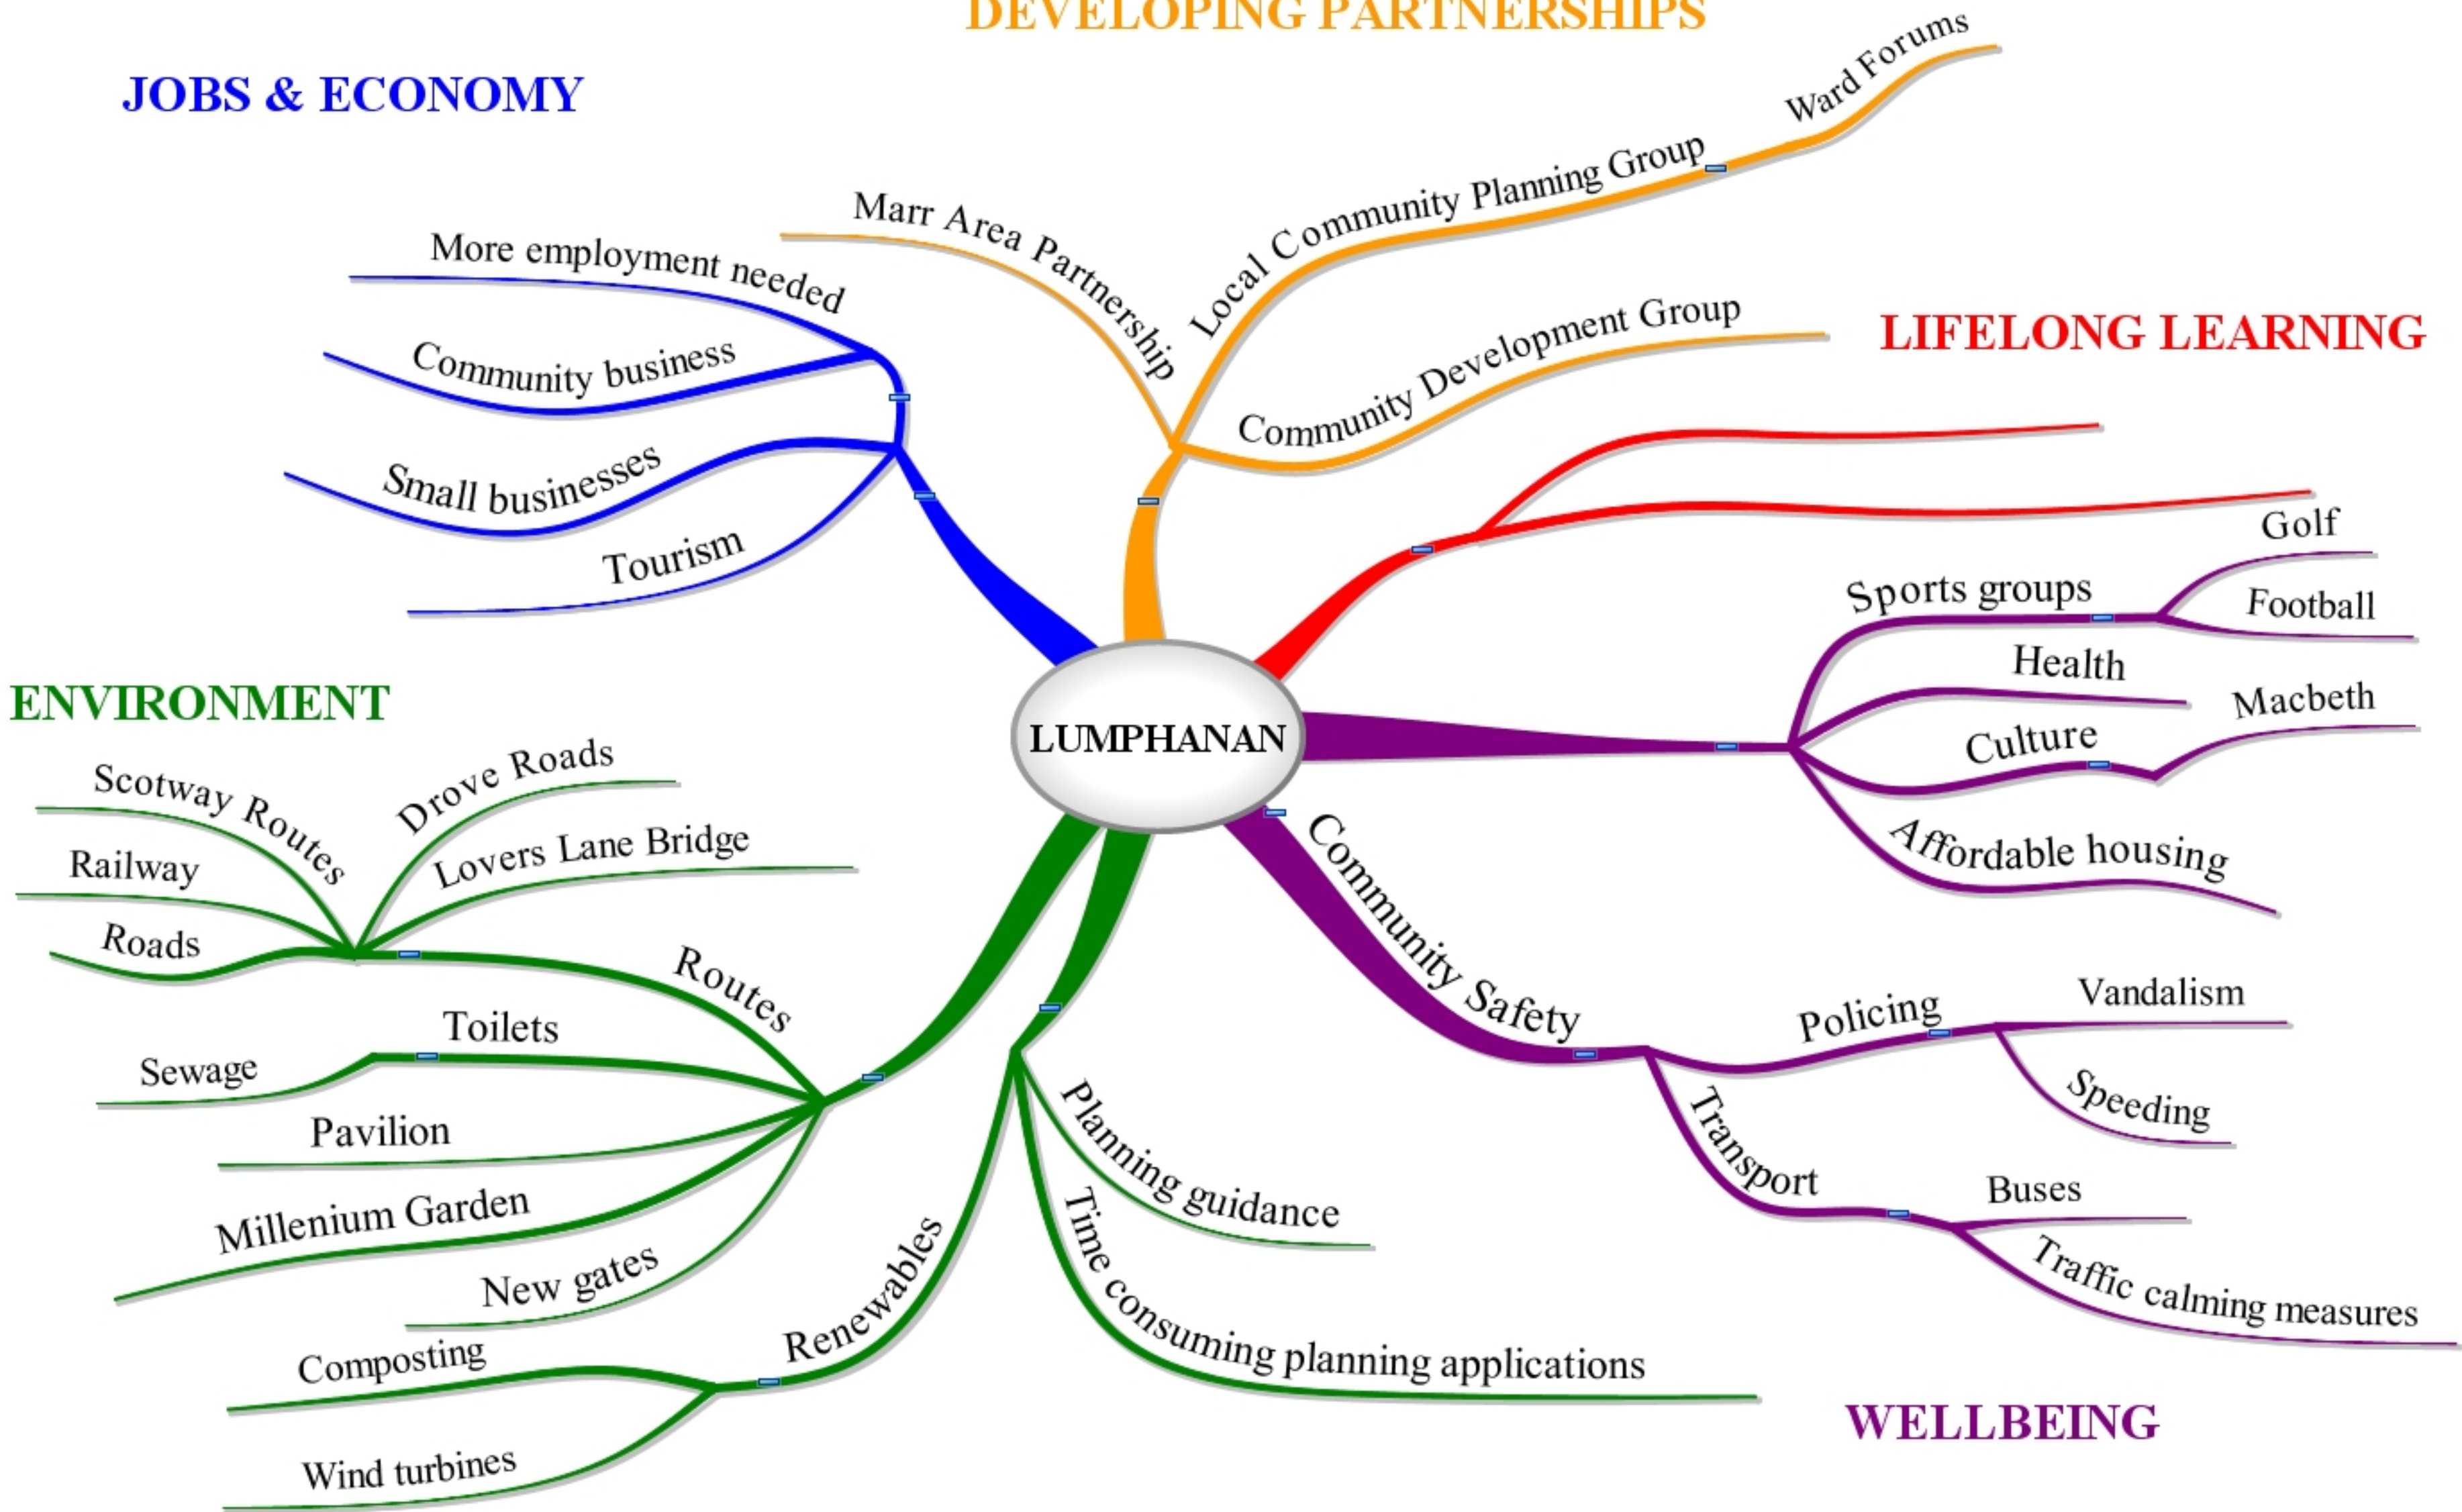 DEVELOPING PARTNERSHIPS
Ward Forums
Local Community Planning Group
Marr Area Partnership
Community Development Group
JOBS & ECONOMY
More employment needed
Community business
Small businesses
Tourism
LIFELONG LEARNING
LUMPHANAN
Sports groups
Golf
Football
Health
Culture
Macbeth
Affordable housing
Community Safety
Policing
Vandalism
Speeding
Transport
Buses
Traffic calming measures
WELLBEING
ENVIRONMENT
Scotway Routes
Drove Roads
Lovers Lane Bridge
Railway
Roads
Routes
Toilets
Sewage
Pavilion
Millenium Garden
New gates
Planning guidance
Time consuming planning applications
Renewables
Composting
Wind turbines